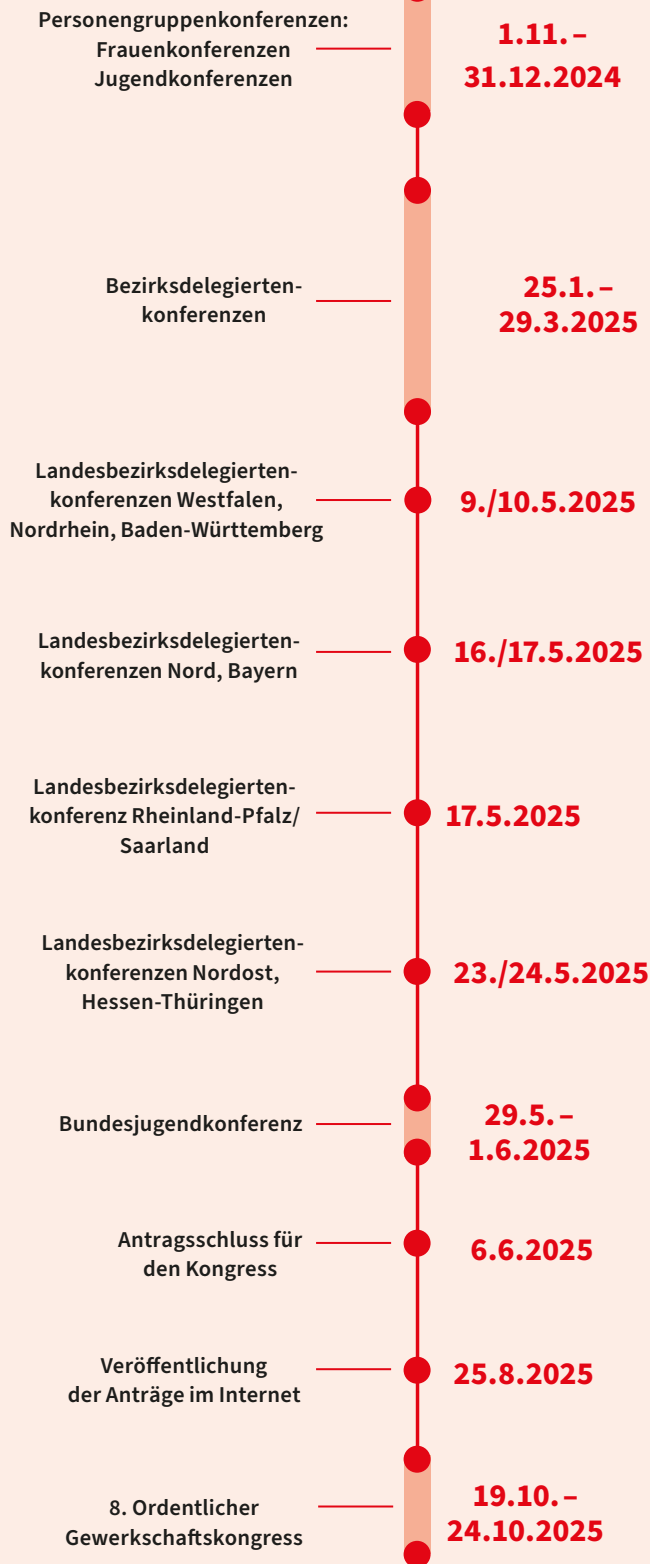 Personengruppenkonferenzen:
Frauenkonferenzen
Jugendkonferenzen
1.11. –
31.12.2024
Bezirksdelegierten-
konferenzen
25.1. –
29.3.2025
Landesbezirksdelegierten-
konferenzen Westfalen,
Nordrhein, Baden-Württemberg
9./10.5.2025
Landesbezirksdelegierten-
konferenzen Nord, Bayern
16./17.5.2025
Landesbezirksdelegierten-
konferenz Rheinland-Pfalz/
Saarland
17.5.2025
Landesbezirksdelegierten-
konferenzen Nordost,
Hessen-Thüringen
23./24.5.2025
Bundesjugendkonferenz
29.5. –
1.6.2025
Antragsschluss für
den Kongress
6.6.2025
Veröffentlichung
der Anträge im Internet
25.8.2025
8. Ordentlicher
Gewerkschaftskongress
19.10. –
24.10.2025